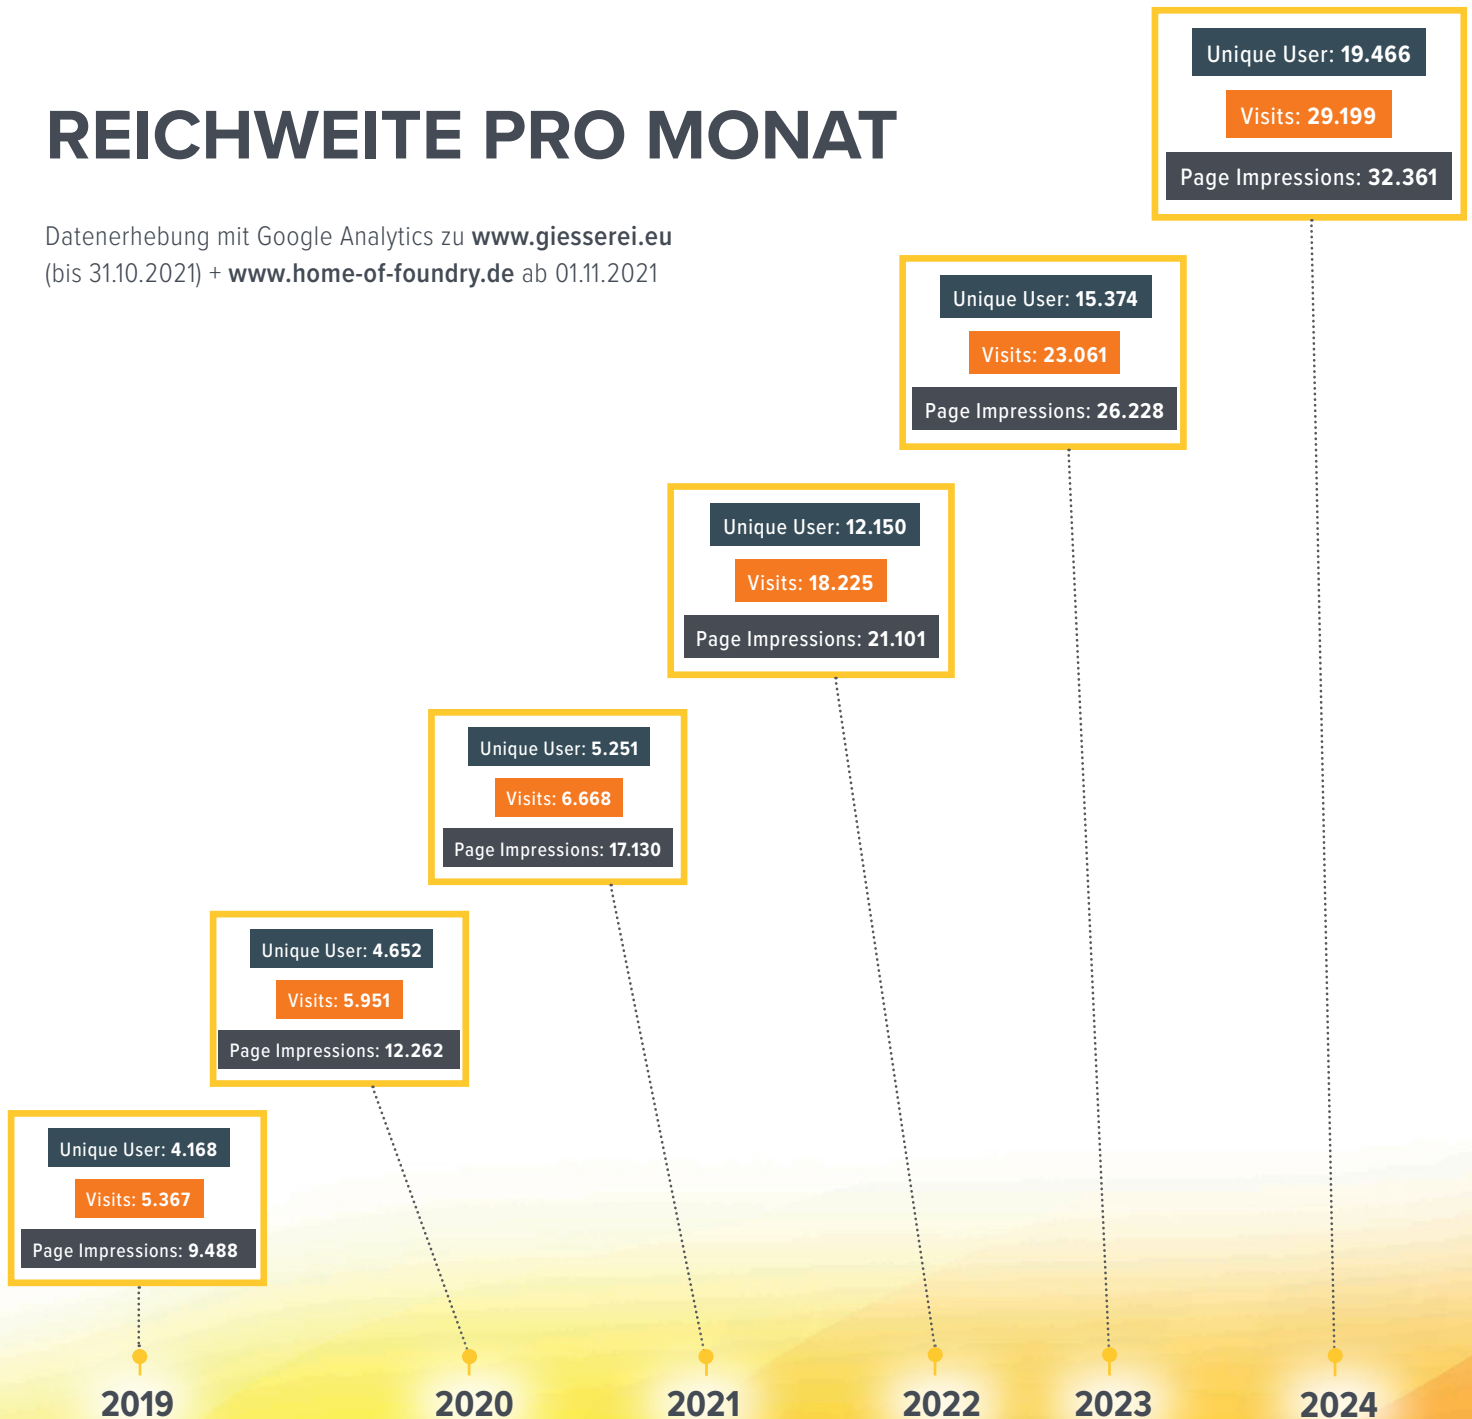 REICHWEITE PRO MONAT
Datenerhebung mit Google Analytics zu www.giesserei.eu
(bis 31.10.2021) + www.home-of-foundry.de ab 01.11.2021
Unique User: 19.466
Visits: 29.199
Page Impressions: 32.361
Unique User: 15.374
Visits: 23.061
Page Impressions: 26.228
Unique User: 12.150
Visits: 18.225
Page Impressions: 21.101
Unique User: 5.251
Visits: 6.668
Page Impressions: 17.130
Unique User: 4.652
Visits: 5.951
Page Impressions: 12.262
Unique User: 4.168
Visits: 5.367
Page Impressions: 9.488
2019 2020 2021 2022 2023 2024